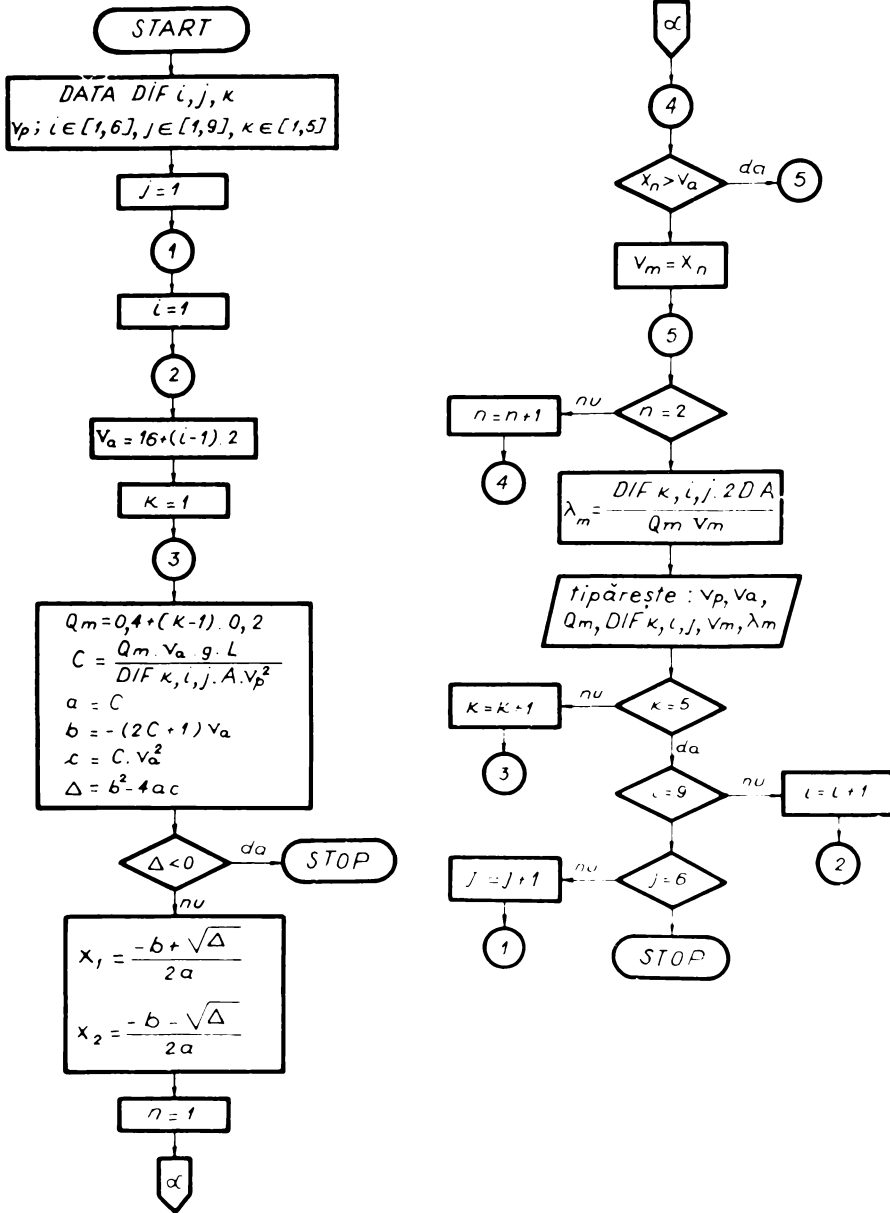 START
DATA DIF i, j, k
vp ; i ∈ [1,6], j ∈ [1,9], k ∈ [1,5]
j = 1
1
i = 1
2
Va = 16+(i-1).2
k = 1
3
Qm = 0,4+(k-1). 0,2
C = Qm. Va. g. L / DIF k, i, j. A. vp²
a = C
b = -(2C+1) Va
c = C. Va²
Δ = b²-4ac
Δ<0
da
STOP
nu
x1 = -b + √Δ / 2a
x2 = -b - √Δ / 2a
n = 1
α
α
4
Xn > Va
da
5
Vm = Xn
5
n = 2
nu
n = n+1
4
λm = DIF k, i, j. 2 D A / Qm Vm
tipărește : vp, va,
Qm, DIF k, i, j, Vm, λm
k = 5
nu
k = k+1
3
da
i = 9
nu
i = i+1
2
j = 6
nu
J = j+1
1
STOP